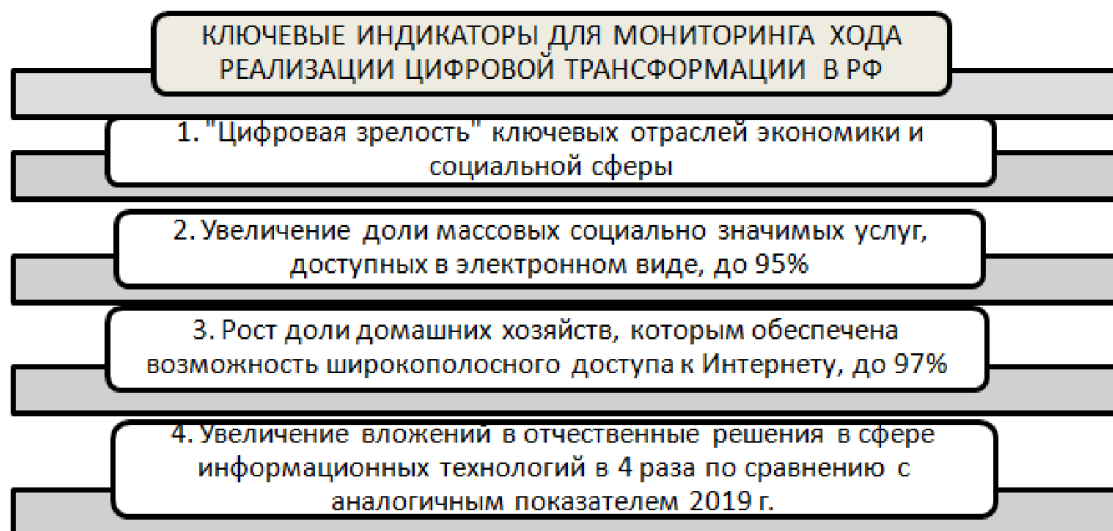 КЛЮЧЕВЫЕ ИНДИКАТОРЫ ДЛЯ МОНИТОРИНГА ХОДА
РЕАЛИЗАЦИИ ЦИФРОВОЙ ТРАНСФОРМАЦИИ В РФ
1. "Цифровая зрелость" ключевых отраслей экономики и
социальной сферы
2. Увеличение доли массовых социально значимых услуг,
доступных в электронном виде, до 95%
3. Рост доли домашних хозяйств, которым обеспечена
возможность широкополосного доступа к Интернету, до 97%
4. Увеличение вложений в отчественные решения в сфере
информационных технологий в 4 раза по сравнению с
аналогичным показателем 2019 г.